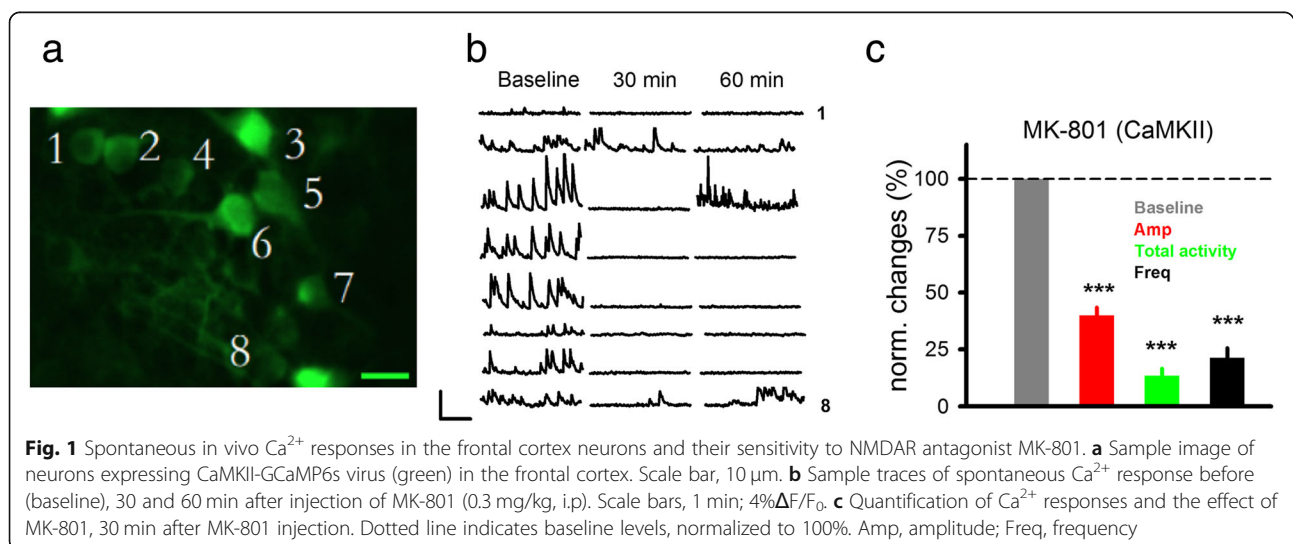 a
1
2
3
4
5
6
7
8
b
Baseline 30 min 60 min
1
8
c
MK-801 (CaMKII)
norm. changes (%)
100
75
50
25
0
Baseline
Amp
Total activity
Freq
***
***
***
Fig. 1 Spontaneous in vivo Ca²⁺ responses in the frontal cortex neurons and their sensitivity to NMDAR antagonist MK-801. a Sample image of
neurons expressing CaMKII-GCaMP6s virus (green) in the frontal cortex. Scale bar, 10 μm. b Sample traces of spontaneous Ca²⁺ response before
(baseline), 30 and 60 min after injection of MK-801 (0.3 mg/kg, i.p). Scale bars, 1 min; 4%ΔF/F₀. c Quantification of Ca²⁺ responses and the effect of
MK-801, 30 min after MK-801 injection. Dotted line indicates baseline levels, normalized to 100%. Amp, amplitude; Freq, frequency